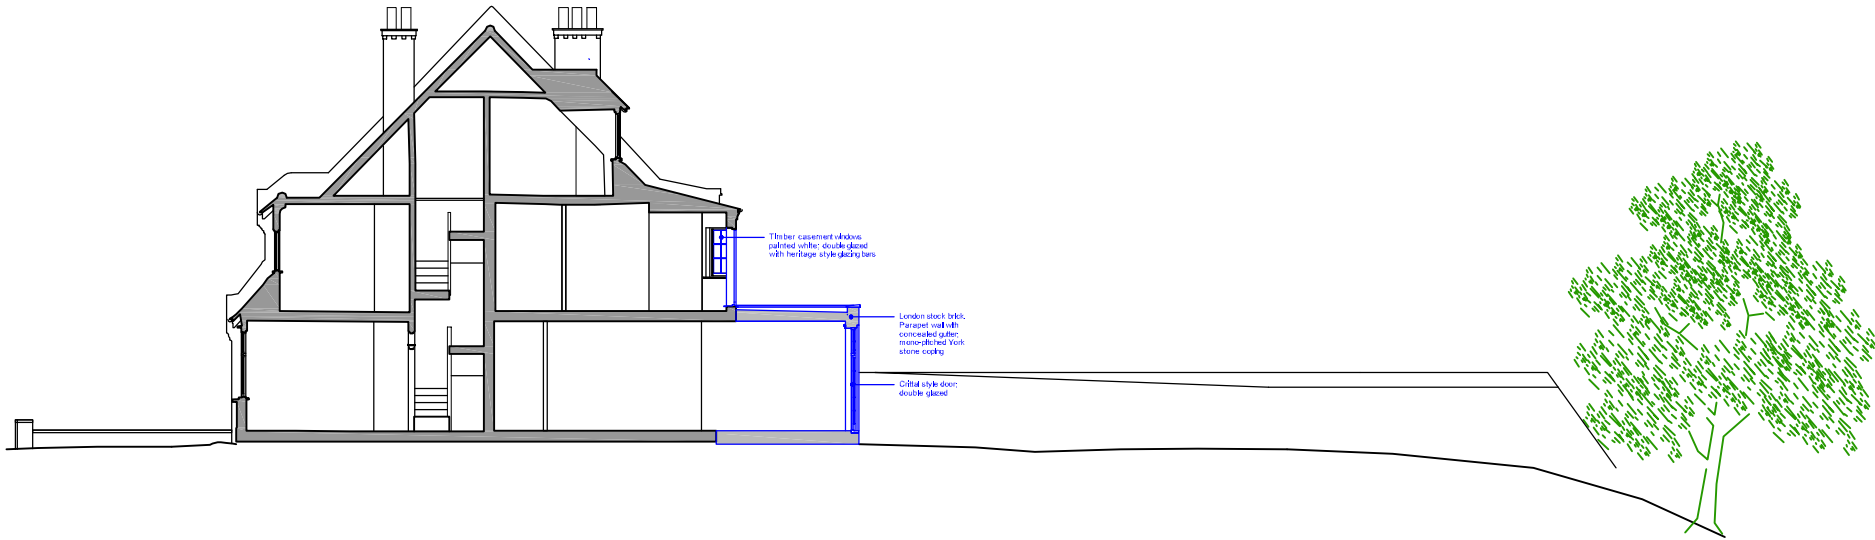 Timber casement windows
painted white; double glazed
with heritage style glazing bars
London stock brick.
Parapet wall with
concealed gutter;
mono-pitched York
stone coping
Crittal style door;
double glazed